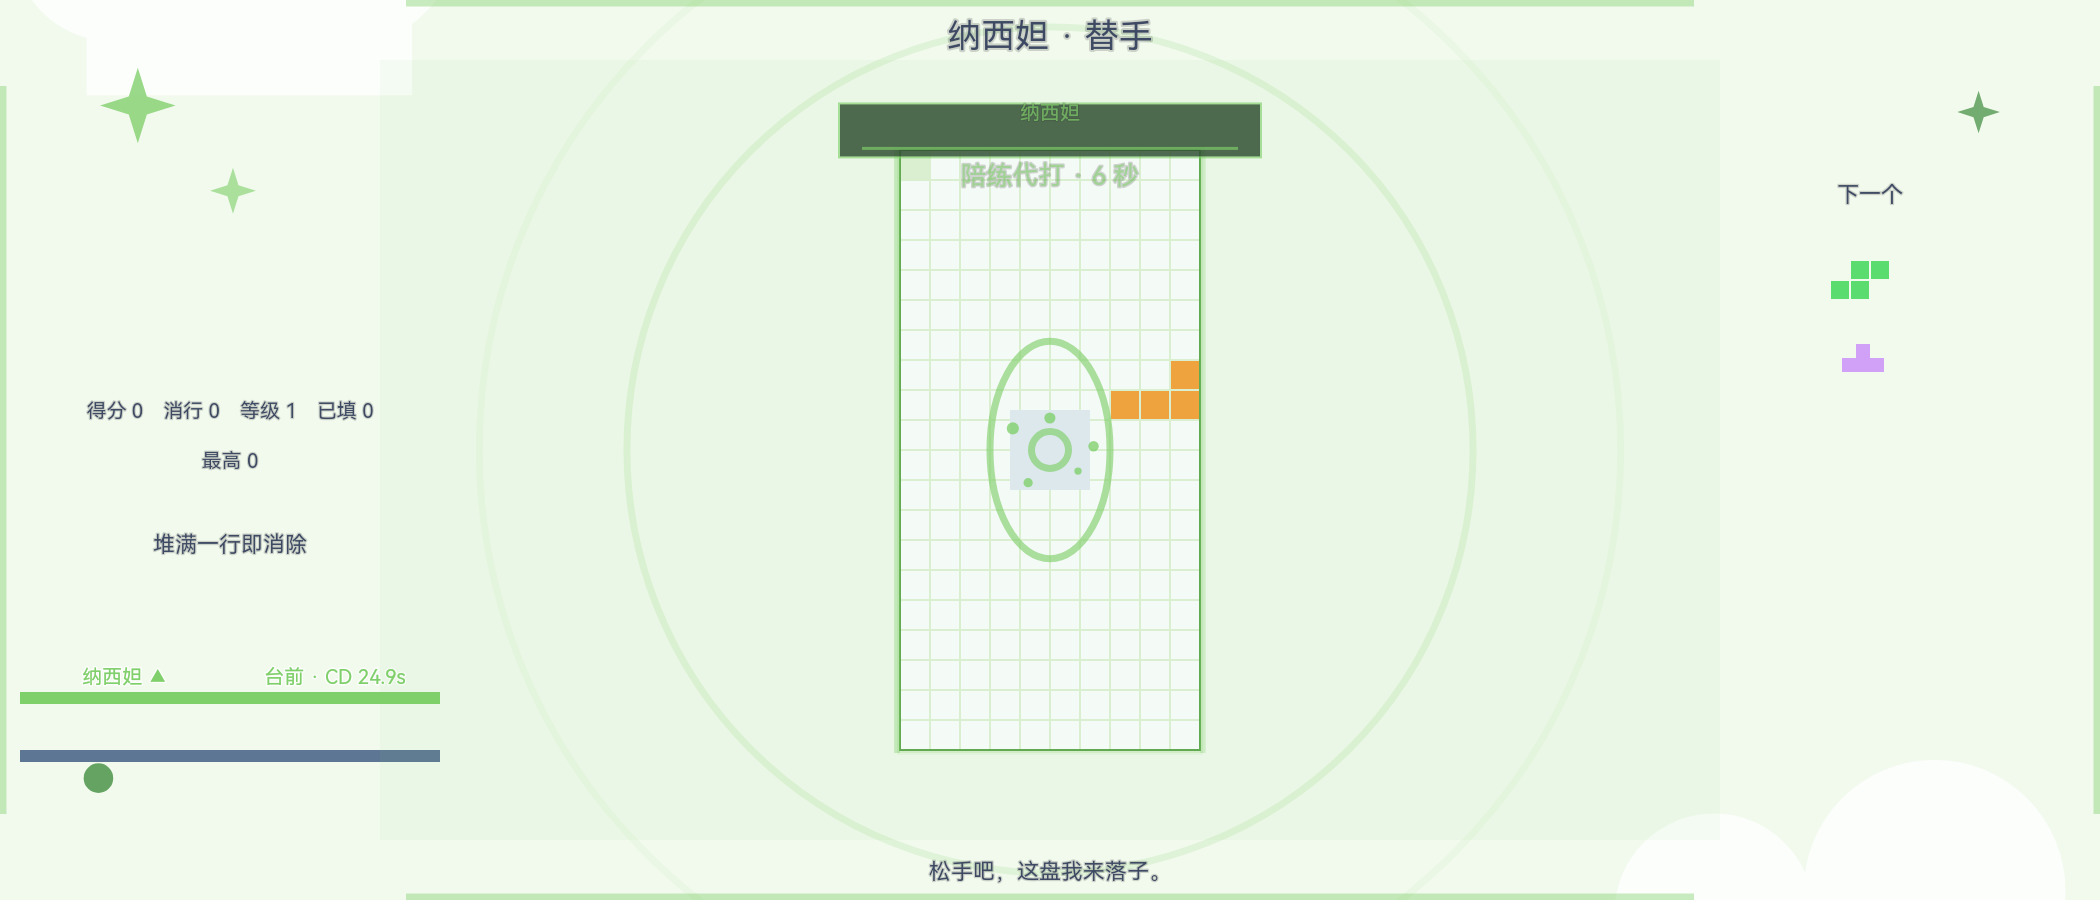 纳西妲 · 替手
纳西妲
陪练代打 · 6 秒
下一个
得分 0 消行 0 等级 1 已填 0
最高 0
堆满一行即消除
纳西妲 ▲ 台前 · CD 24.9s
松手吧，这盘我来落子。